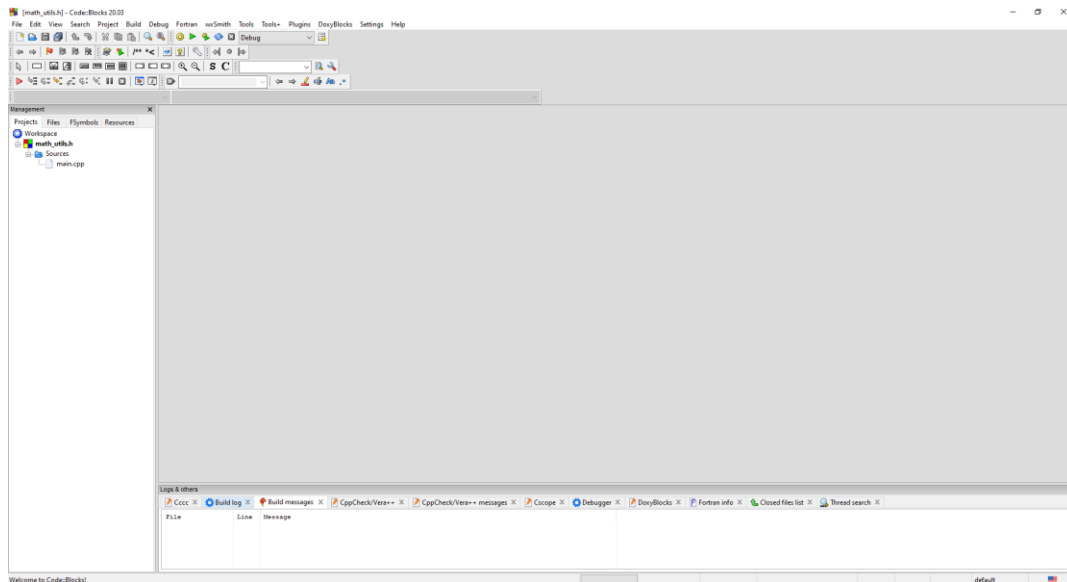 [math_utils.h] - Code::Blocks 20.03
File Edit View Search Project Build Debug Fortran wxSmith Tools Tools+ Plugins DoxyBlocks Settings Help
Debug
/** *<
S C
Management
Projects Files FSymbols Resources
Workspace
math_utils.h
Sources
main.cpp
Logs & others
Cccc Build log Build messages CppCheck/Vera++ CppCheck/Vera++ messages Cscope Debugger DoxyBlocks Fortran info Closed files list Thread search
File Line Message
Welcome to Code::Blocks! default